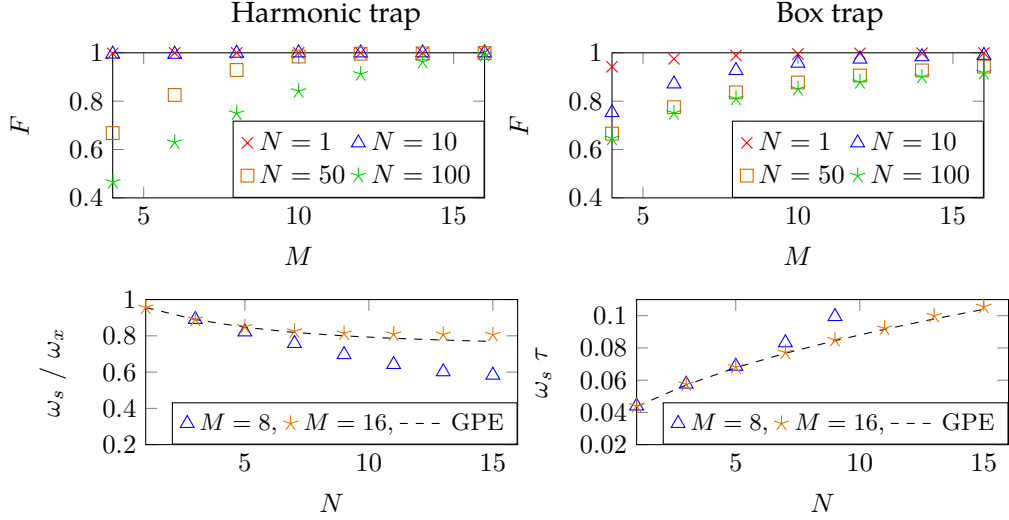 Harmonic trap
Box trap
1
0.8
0.6
0.4
F
N = 1
N = 10
N = 50
N = 100
5
10
15
M
1
0.8
0.6
0.4
F
N = 1
N = 10
N = 50
N = 100
5
10
15
M
1
0.8
0.6
0.4
0.2
ωs / ωx
M = 8, M = 16, GPE
5
10
15
N
0.1
0.08
0.06
0.04
0.02
ωs τ
M = 8, M = 16, GPE
5
10
15
N